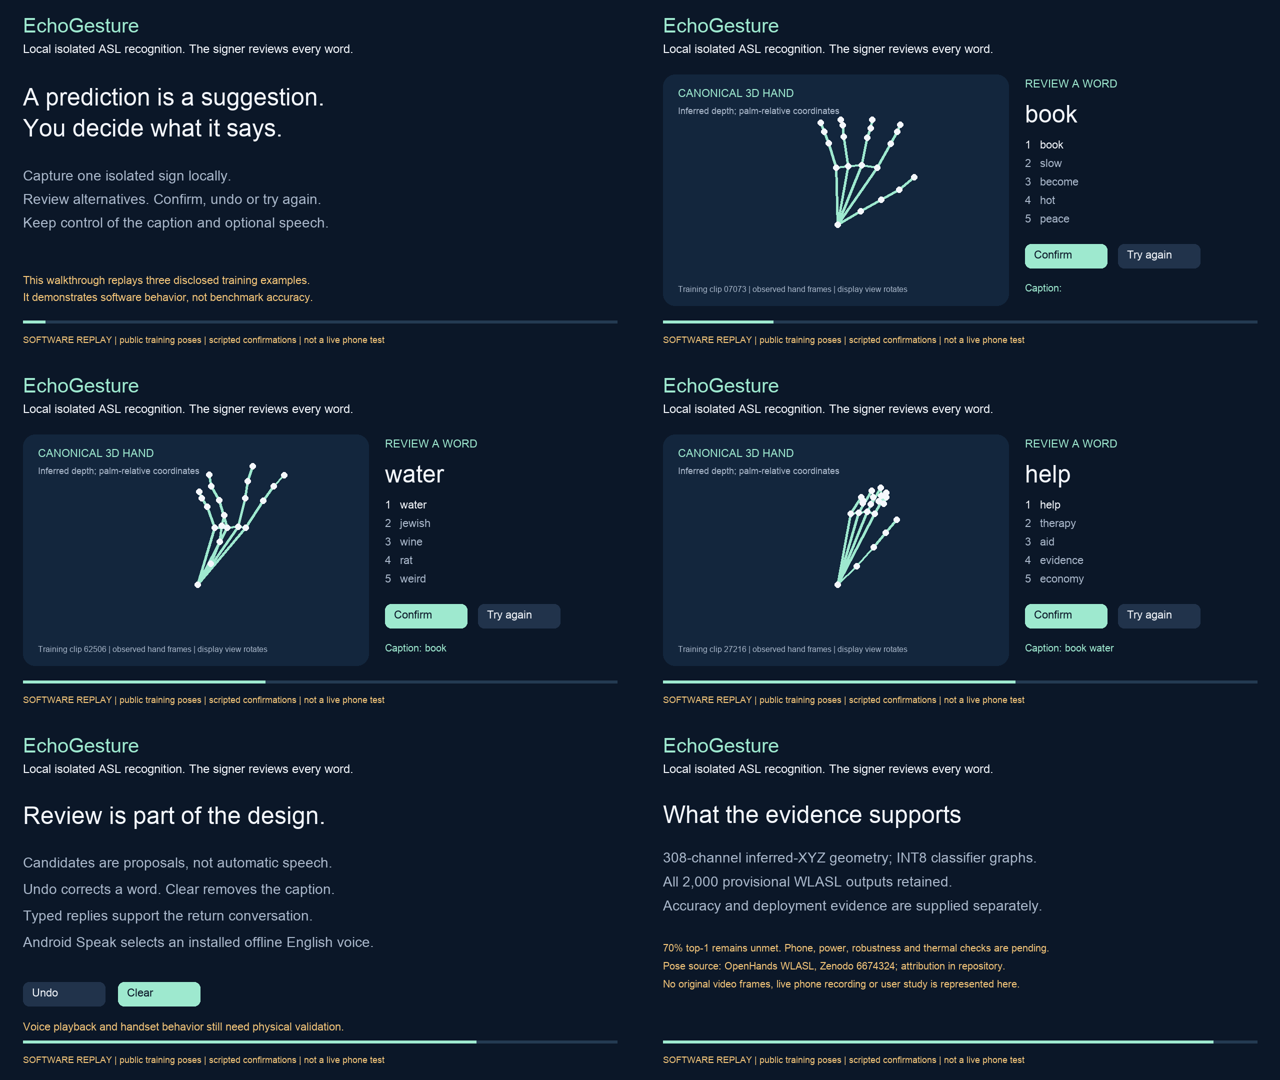 EchoGesture
Local isolated ASL recognition. The signer reviews every word.
A prediction is a suggestion.
You decide what it says.
Capture one isolated sign locally.
Review alternatives. Confirm, undo or try again.
Keep control of the caption and optional speech.
This walkthrough replays three disclosed training examples.
It demonstrates software behavior, not benchmark accuracy.
SOFTWARE REPLAY | public training poses | scripted confirmations | not a live phone test
EchoGesture
Local isolated ASL recognition. The signer reviews every word.
CANONICAL 3D HAND
Inferred depth; palm-relative coordinates
Training clip 07073 | observed hand frames | display view rotates
REVIEW A WORD
book
1 book
2 slow
3 become
4 hot
5 peace
Confirm
Try again
Caption:
SOFTWARE REPLAY | public training poses | scripted confirmations | not a live phone test
EchoGesture
Local isolated ASL recognition. The signer reviews every word.
CANONICAL 3D HAND
Inferred depth; palm-relative coordinates
Training clip 62506 | observed hand frames | display view rotates
REVIEW A WORD
water
1 water
2 jewish
3 wine
4 rat
5 weird
Confirm
Try again
Caption: book
SOFTWARE REPLAY | public training poses | scripted confirmations | not a live phone test
EchoGesture
Local isolated ASL recognition. The signer reviews every word.
CANONICAL 3D HAND
Inferred depth; palm-relative coordinates
Training clip 27216 | observed hand frames | display view rotates
REVIEW A WORD
help
1 help
2 therapy
3 aid
4 evidence
5 economy
Confirm
Try again
Caption: book water
SOFTWARE REPLAY | public training poses | scripted confirmations | not a live phone test
EchoGesture
Local isolated ASL recognition. The signer reviews every word.
Review is part of the design.
Candidates are proposals, not automatic speech.
Undo corrects a word. Clear removes the caption.
Typed replies support the return conversation.
Android Speak selects an installed offline English voice.
Undo
Clear
Voice playback and handset behavior still need physical validation.
SOFTWARE REPLAY | public training poses | scripted confirmations | not a live phone test
EchoGesture
Local isolated ASL recognition. The signer reviews every word.
What the evidence supports
308-channel inferred-XYZ geometry; INT8 classifier graphs.
All 2,000 provisional WLASL outputs retained.
Accuracy and deployment evidence are supplied separately.
70% top-1 remains unmet. Phone, power, robustness and thermal checks are pending.
Pose source: OpenHands WLASL, Zenodo 6674324; attribution in repository.
No original video frames, live phone recording or user study is represented here.
SOFTWARE REPLAY | public training poses | scripted confirmations | not a live phone test